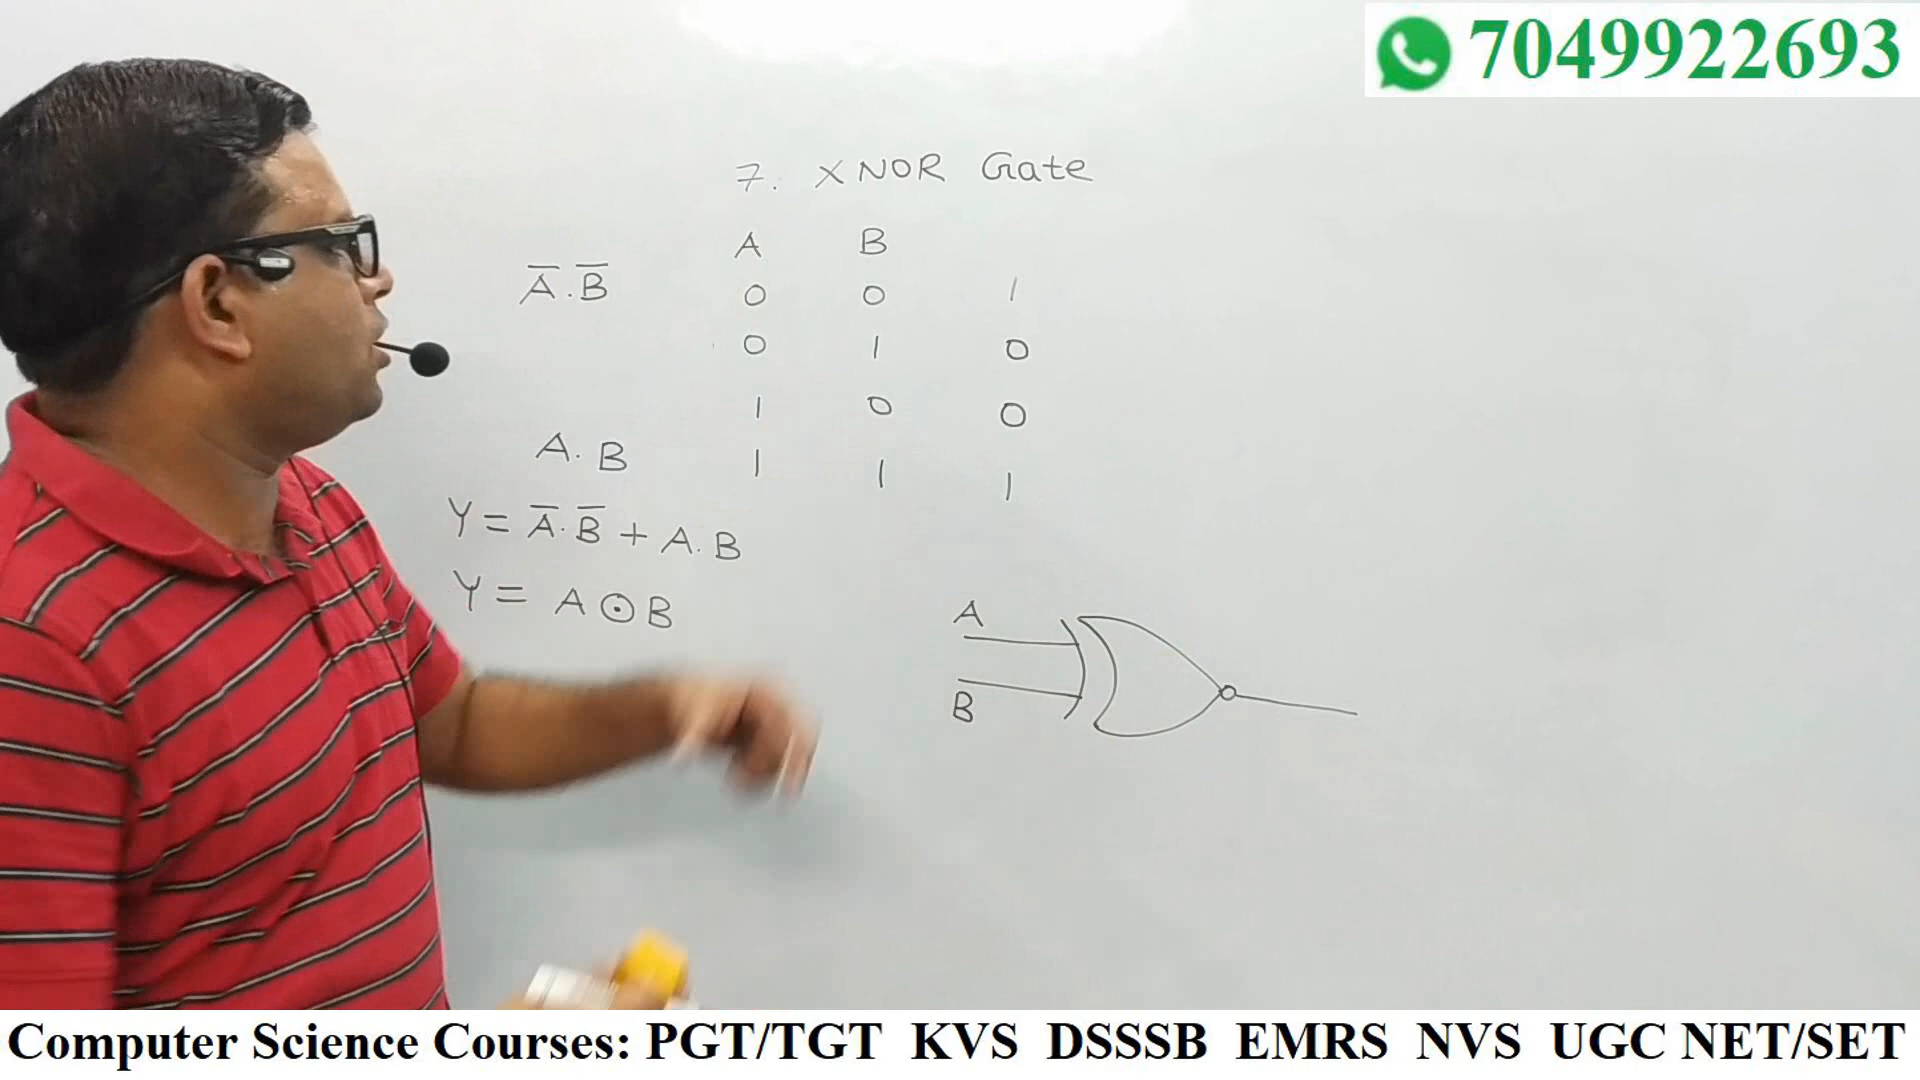 7049922693
7. XNOR Gate
A B
A̅.B̅ 0 0 1
0 1 0
1 0 0
A.B 1 1 1
Y = A̅.B̅ + A.B
Y = A⊙B
A
B
Computer Science Courses: PGT/TGT KVS DSSSB EMRS NVS UGC NET/SET